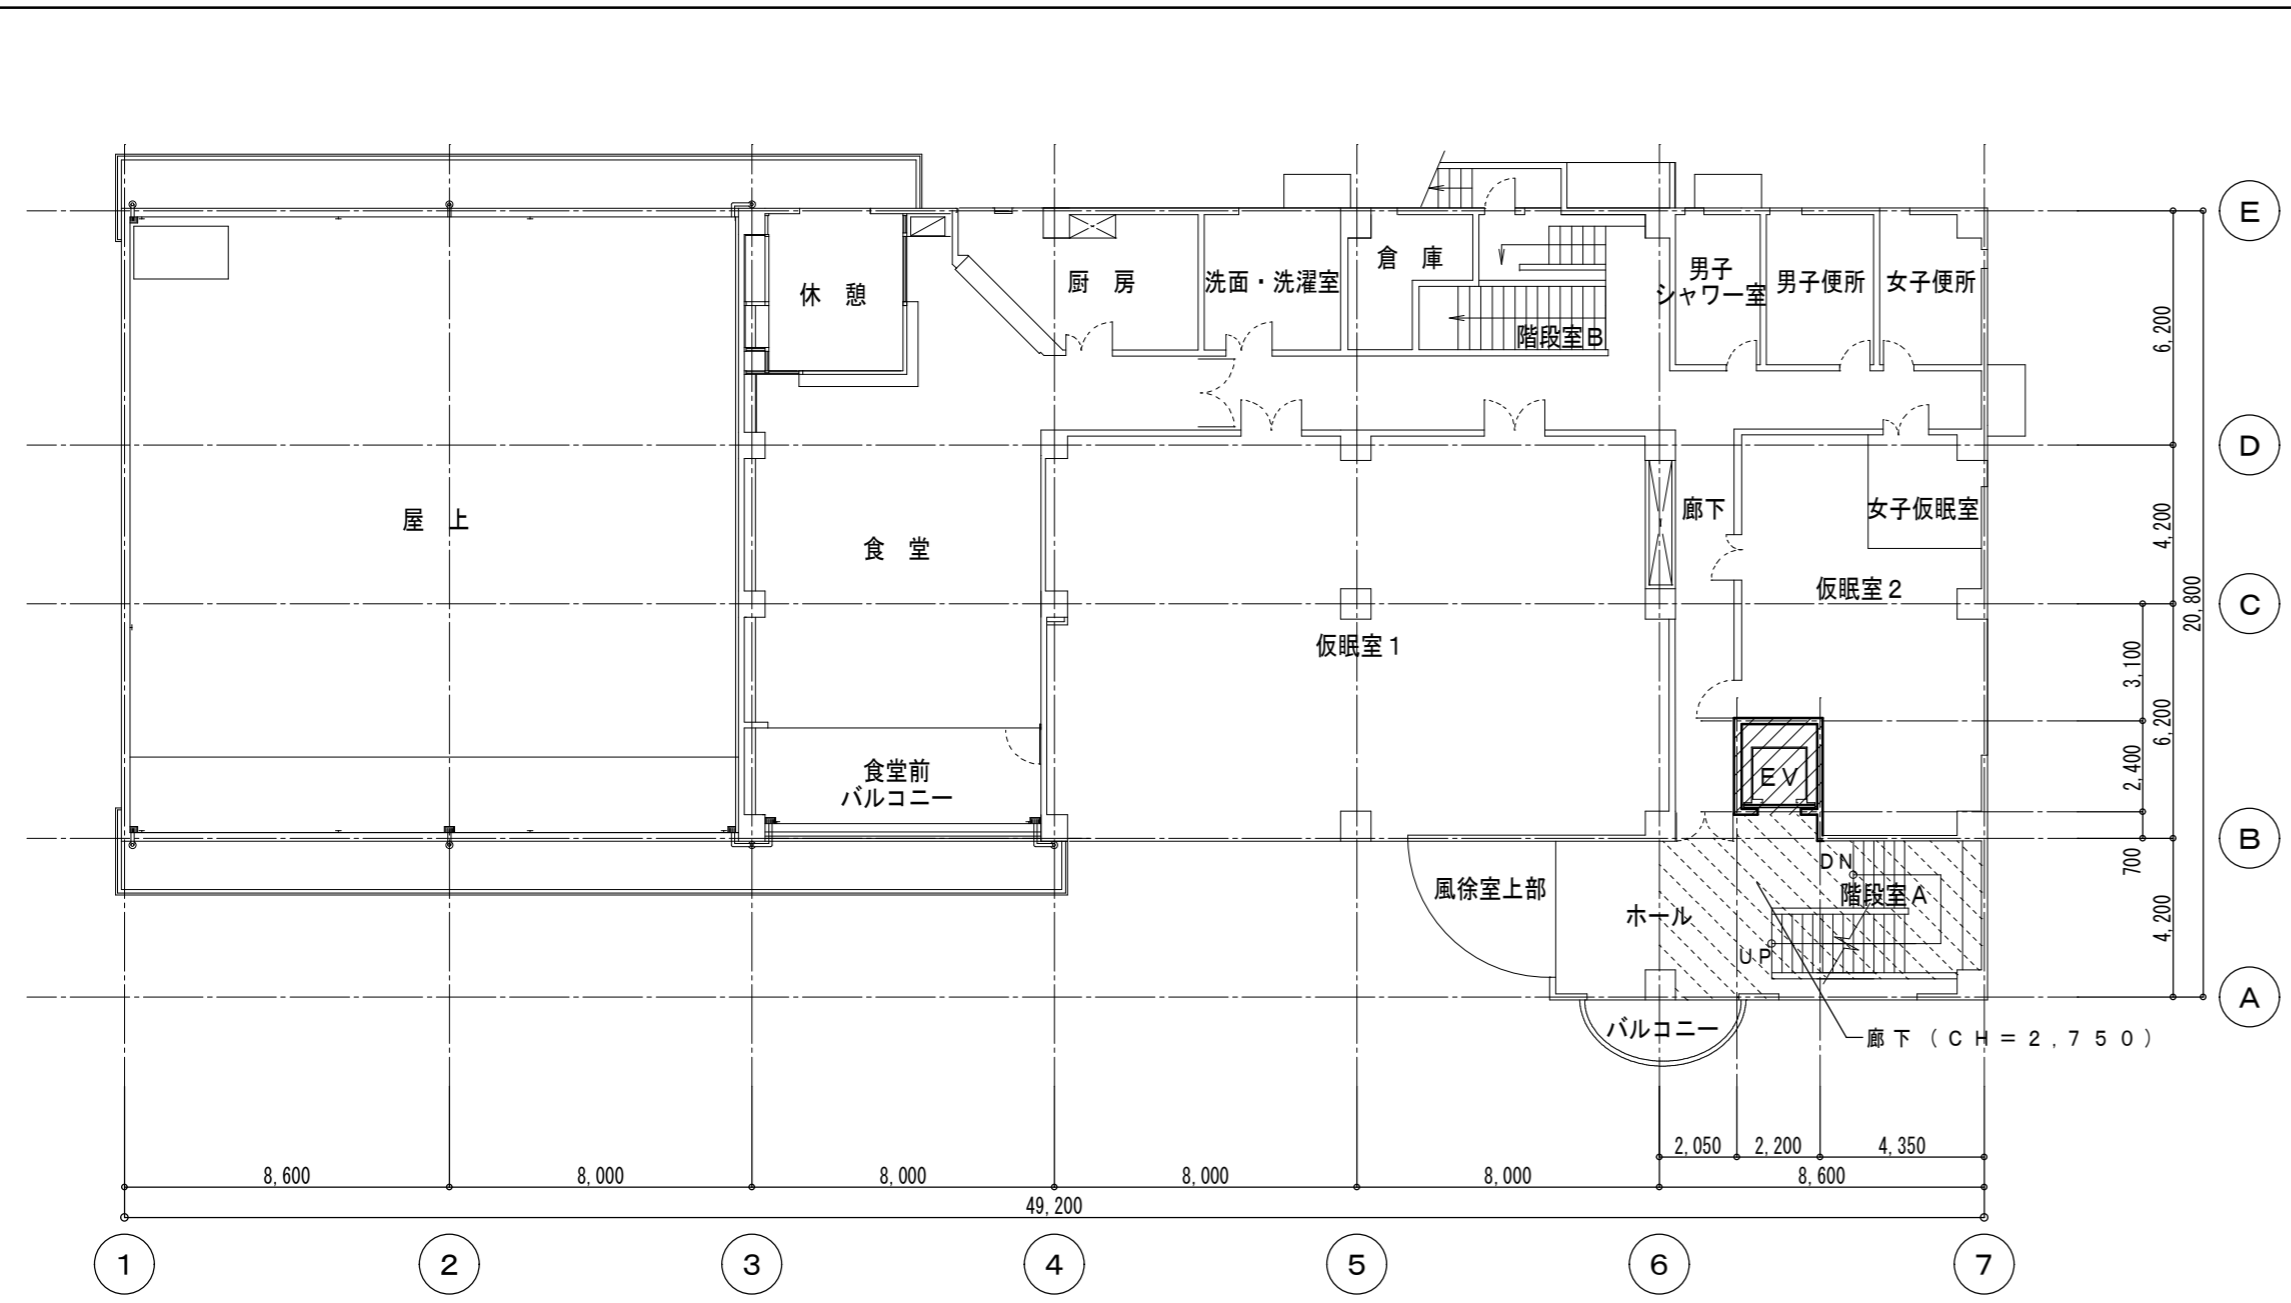 E
倉 庫
厨 房
洗面・洗濯室
男子
シャワー室
男子便所
女子便所
休 憩
階段室B
6,200
D
屋 上
食 堂
廊下
女子仮眠室
4,200
仮眠室2
C
20,800
仮眠室1
3,100
6,200
2,400
食堂前
バルコニー
EV
B
700
DN
風徐室上部
階段室A
ホール
4,200
UP
A
バルコニー
廊下(CH=2,750)
2,050
2,200
4,350
8,600
8,000
8,000
8,000
8,000
8,600
49,200
1
2
3
4
5
6
7